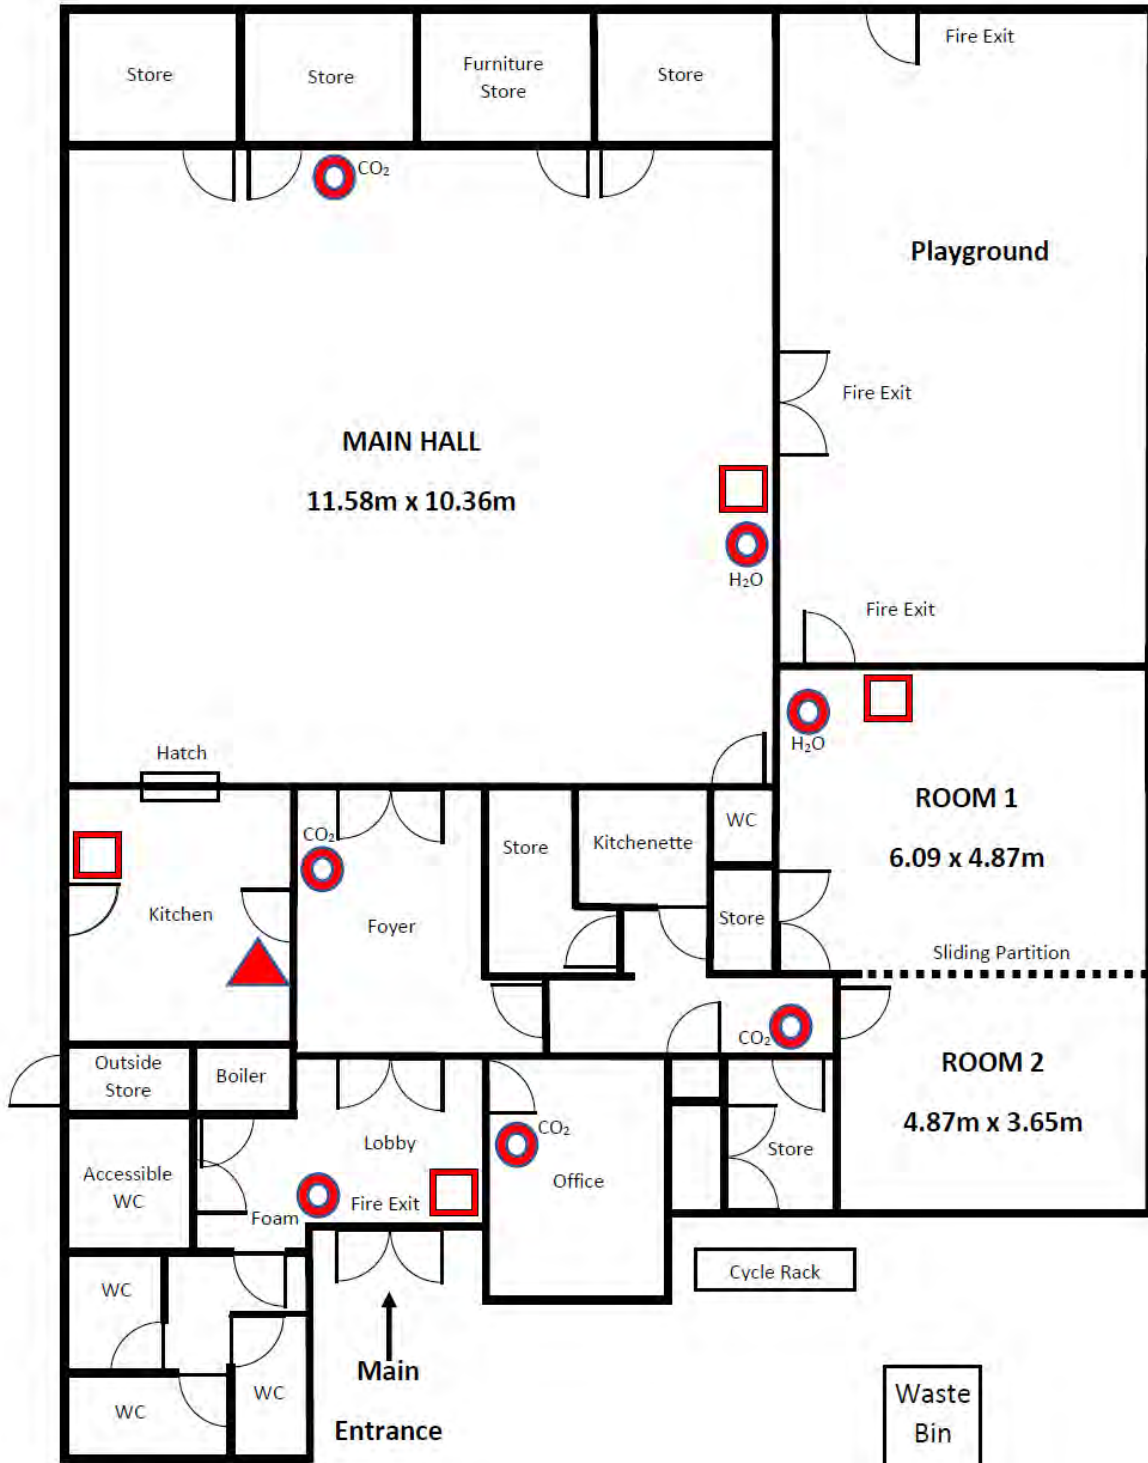 Store
Store
Furniture
Store
Store
Fire Exit
CO₂
Playground
Fire Exit
MAIN HALL
11.58m x 10.36m
H₂O
Fire Exit
H₂O
Hatch
ROOM 1
6.09 x 4.87m
CO₂
Store
Kitchenette
WC
Kitchen
Foyer
Store
Sliding Partition
CO₂
ROOM 2
4.87m x 3.65m
Outside
Store
Boiler
Lobby
CO₂
Store
Accessible
WC
Office
Foam
Fire Exit
Cycle Rack
WC
Main
Entrance
WC
WC
Waste
Bin